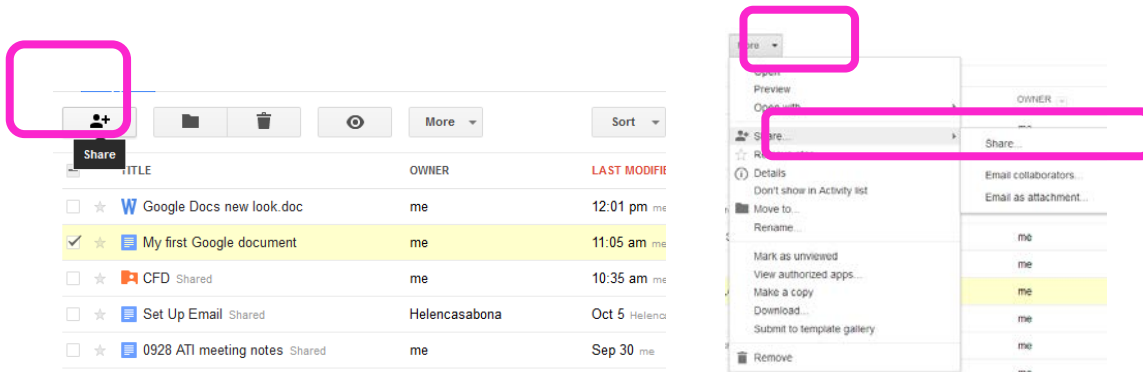 More Sort
Share
TITLE OWNER LAST MODIFIE
Google Docs new look.doc me 12:01 pm me
My first Google document me 11:05 am me
CFD Shared me 10:35 am me
Set Up Email Shared Helencasabona Oct 5 Helenca
0928 ATI meeting notes Shared me Sep 30 me
More
Open
Preview
Open with
OWNER
me
Share...
Share...
Details
Email collaborators...
Don't show in Activity list
Email as attachment...
Move to...
Rename...
me
Mark as unviewed
me
View authorized apps...
Make a copy
me
Download...
me
Submit to template gallery
me
Remove
me